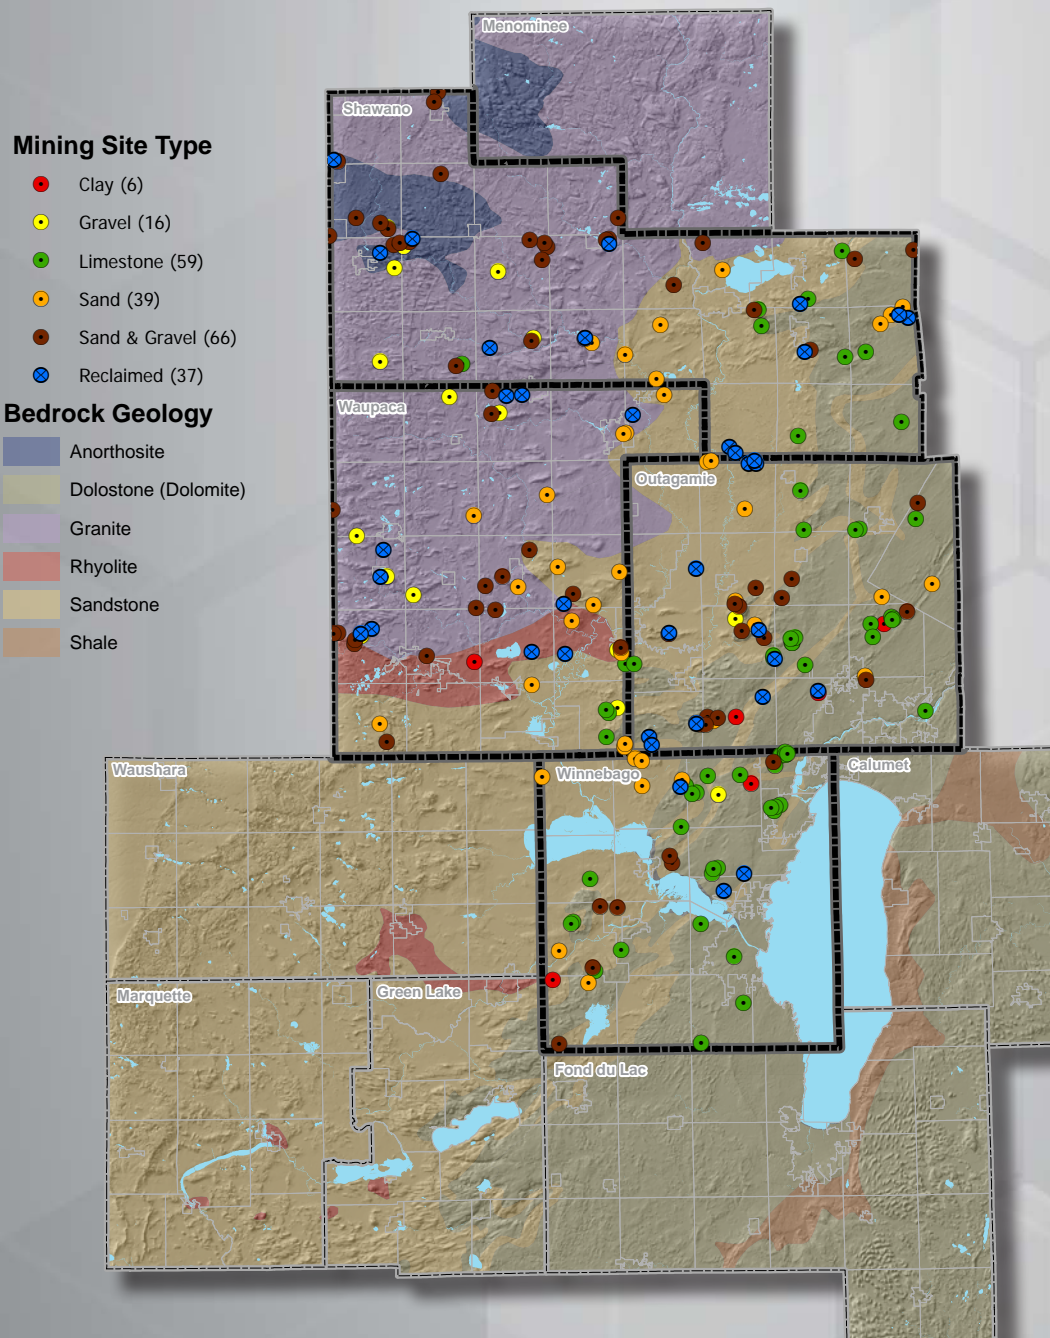 Menominee
Shawano
Mining Site Type
Clay (6)
Gravel (16)
Limestone (59)
Sand (39)
Sand & Gravel (66)
Reclaimed (37)
Bedrock Geology
Anorthosite
Dolostone (Dolomite)
Granite
Rhyolite
Sandstone
Shale
Waupaca
Outagamie
Waushara
Winnebago
Calumet
Marquette
Green Lake
Fond du Lac